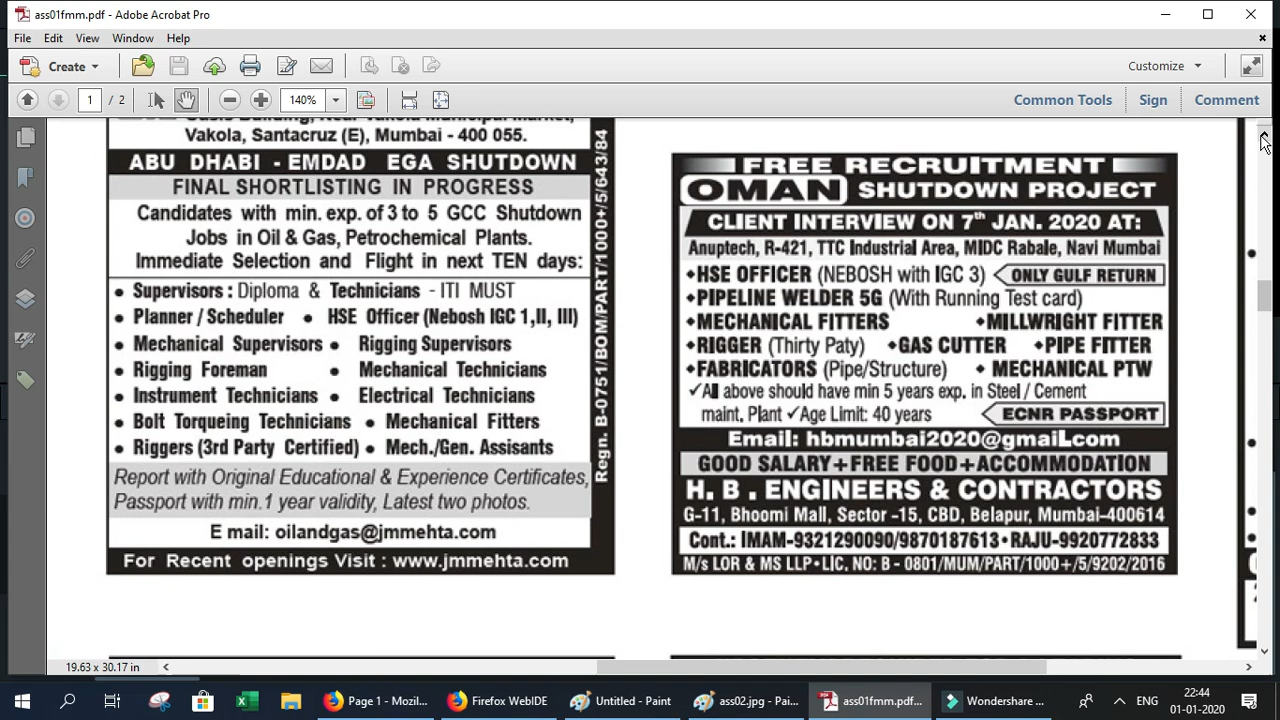 ass01fmm.pdf - Adobe Acrobat Pro
File Edit View Window Help
Create
Customize
1 / 2
140%
Common Tools Sign Comment
Vakola, Santacruz (E), Mumbai - 400 055.
ABU DHABI - EMDAD EGA SHUTDOWN
FINAL SHORTLISTING IN PROGRESS
Candidates with min. exp. of 3 to 5 GCC Shutdown
Jobs in Oil & Gas, Petrochemical Plants.
Immediate Selection and Flight in next TEN days:
• Supervisors : Diploma & Technicians - ITI MUST
• Planner / Scheduler • HSE Officer (Nebosh IGC 1,II, III)
• Mechanical Supervisors • Rigging Supervisors
• Rigging Foreman • Mechanical Technicians
• Instrument Technicians • Electrical Technicians
• Bolt Torqueing Technicians • Mechanical Fitters
• Riggers (3rd Party Certified) • Mech./Gen. Assisants
Report with Original Educational & Experience Certificates,
Passport with min.1 year validity, Latest two photos.
E mail: oilandgas@jmmehta.com
For Recent openings Visit : www.jmmehta.com
Regn. B-0751/BOM/PART/1000+/5/643/84
FREE RECRUITMENT
OMAN SHUTDOWN PROJECT
CLIENT INTERVIEW ON 7th JAN. 2020 AT:
Anuptech, R-421, TTC Industrial Area, MIDC Rabale, Navi Mumbai
◆HSE OFFICER (NEBOSH with IGC 3) ONLY GULF RETURN
◆PIPELINE WELDER 5G (With Running Test card)
◆MECHANICAL FITTERS ◆MILLWRIGHT FITTER
◆RIGGER (Thirty Paty) ◆GAS CUTTER ◆PIPE FITTER
◆FABRICATORS (Pipe/Structure) ◆MECHANICAL PTW
✓All above should have min 5 years exp. in Steel / Cement
maint, Plant ✓Age Limit: 40 years ECNR PASSPORT
Email: hbmumbai2020@gmaiLcom
GOOD SALARY+FREE FOOD+ACCOMMODATION
H. B . ENGINEERS & CONTRACTORS
G-11, Bhoomi Mall, Sector -15, CBD, Belapur, Mumbai-400614
Cont.: IMAM-9321290090/9870187613•RAJU-9920772833
M/s LOR & MS LLP•LIC. NO: B - 0801/MUM/PART/1000+/5/9202/2016
19.63 x 30.17 in
Page 1 - Mozil... Firefox WebIDE Untitled - Paint ass02.jpg - Pai... ass01fmm.pdf... Wondershare ... ENG 22:44
01-01-2020